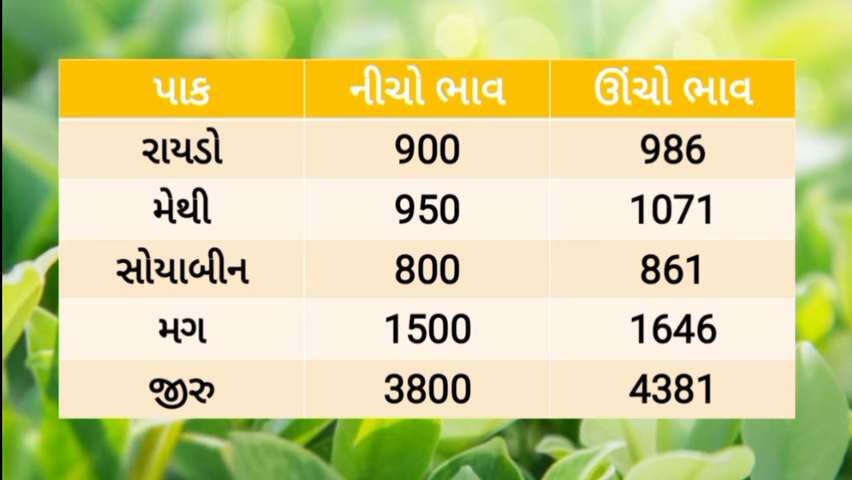 પાક નીચો ભાવ ઊંચો ભાવ
રાયડો 900 986
મેથી 950 1071
સોયાબીન 800 861
મગ 1500 1646
જીરુ 3800 4381